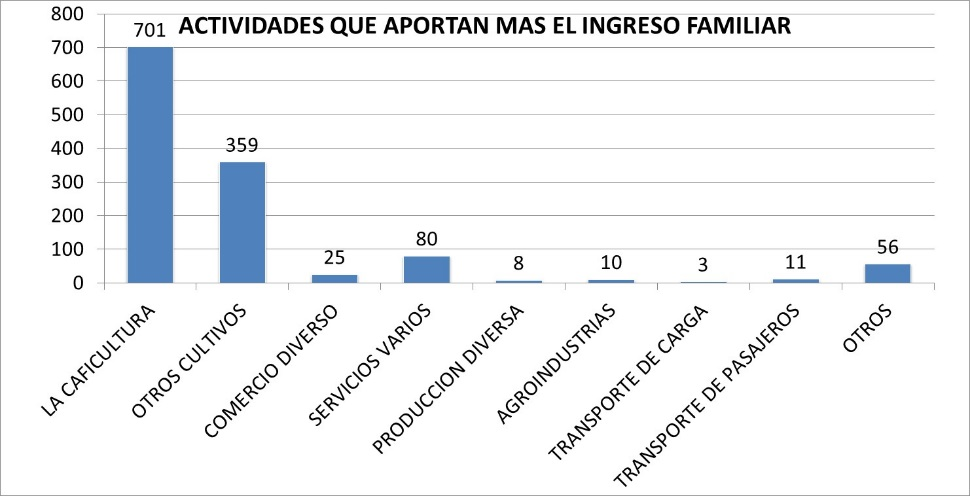 ACTIVIDADES QUE APORTAN MAS EL INGRESO FAMILIAR
800
700
600
500
400
300
200
100
0
701
359
25
80
8
10
3
11
56
LA CAFICULTURA
OTROS CULTIVOS
COMERCIO DIVERSO
SERVICIOS VARIOS
PRODUCCION DIVERSA
AGROINDUSTRIAS
TRANSPORTE DE CARGA
TRANSPORTE DE PASAJEROS
OTROS